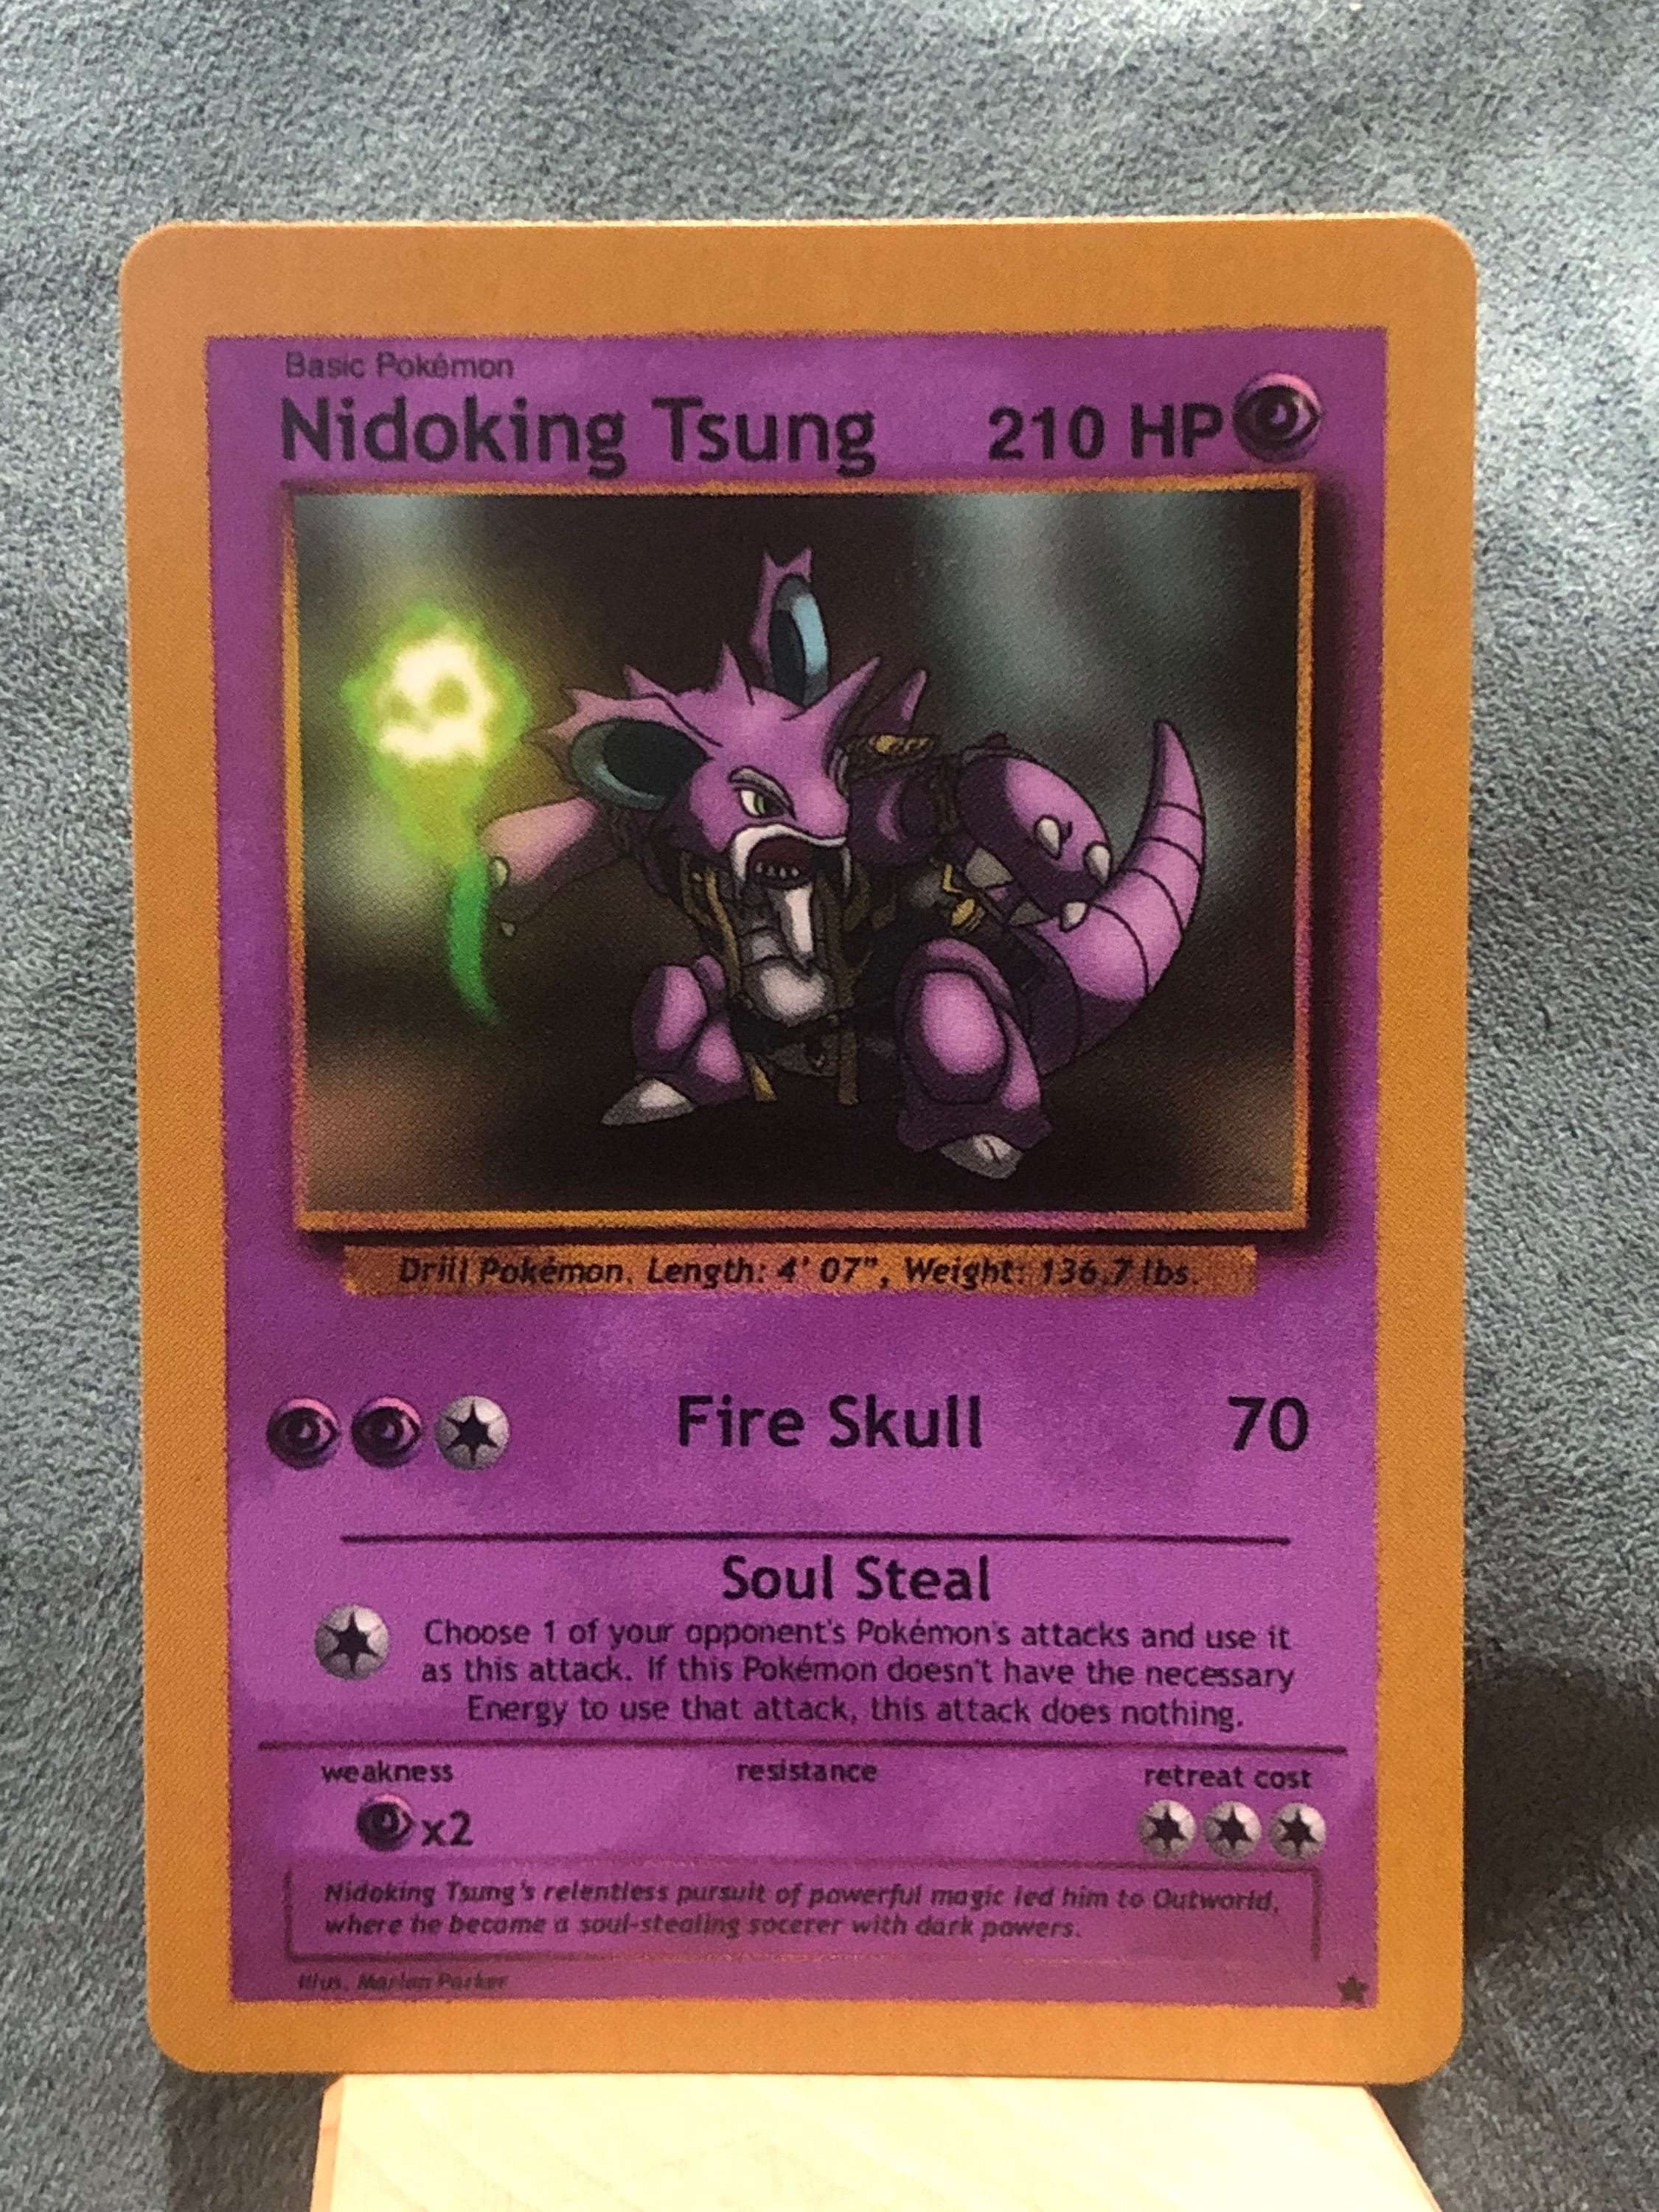 Basic Pokémon
Nidoking Tsung 210 HP
Drill Pokémon. Length: 4' 07", Weight: 136.7 lbs.
Fire Skull 70
Soul Steal
Choose 1 of your opponent's Pokémon's attacks and use it
as this attack. If this Pokémon doesn't have the necessary
Energy to use that attack, this attack does nothing.
weakness resistance retreat cost
x2
Nidoking Tsung's relentless pursuit of powerful magic led him to Outworld,
where he become a soul-stealing socerer with dark powers.
Illus. Marlon Parker